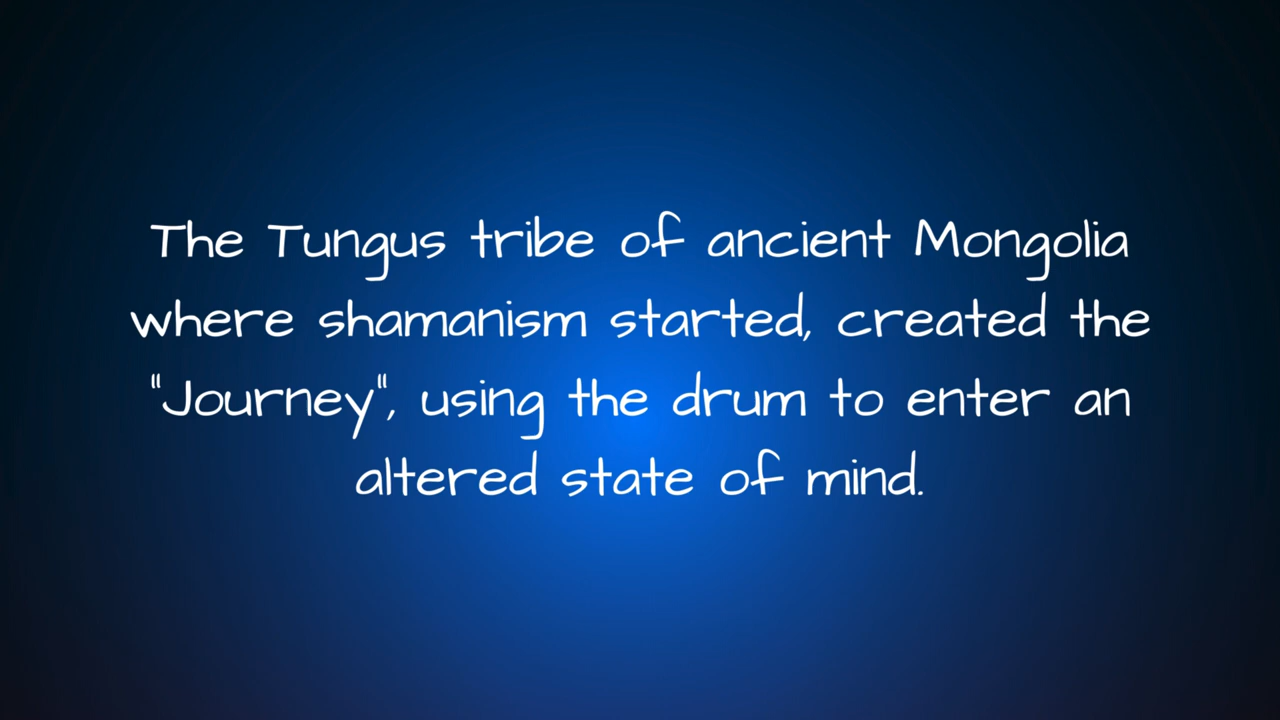 The Tungus tribe of ancient Mongolia
where shamanism started, created the
"Journey", using the drum to enter an
altered state of mind.